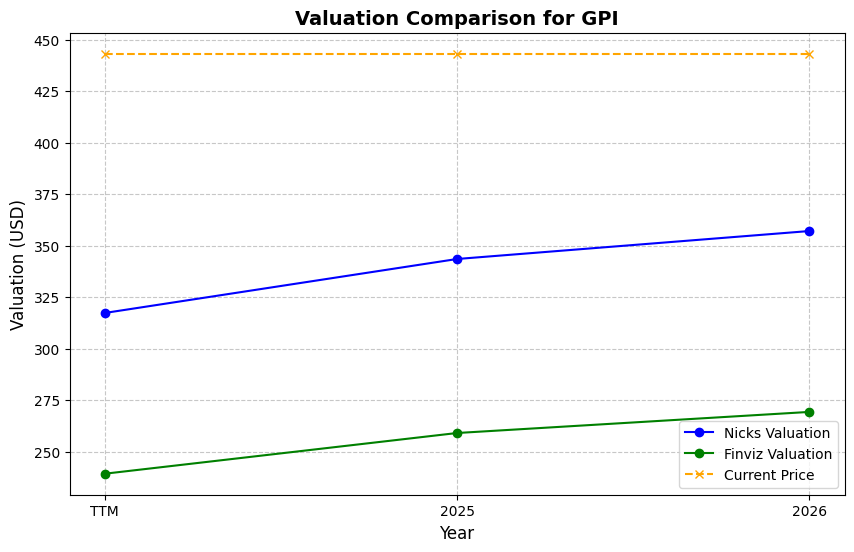 Valuation Comparison for GPI
Valuation (USD)
450
425
400
375
350
325
300
275
250
TTM
2025
2026
Year
Nicks Valuation
Finviz Valuation
Current Price